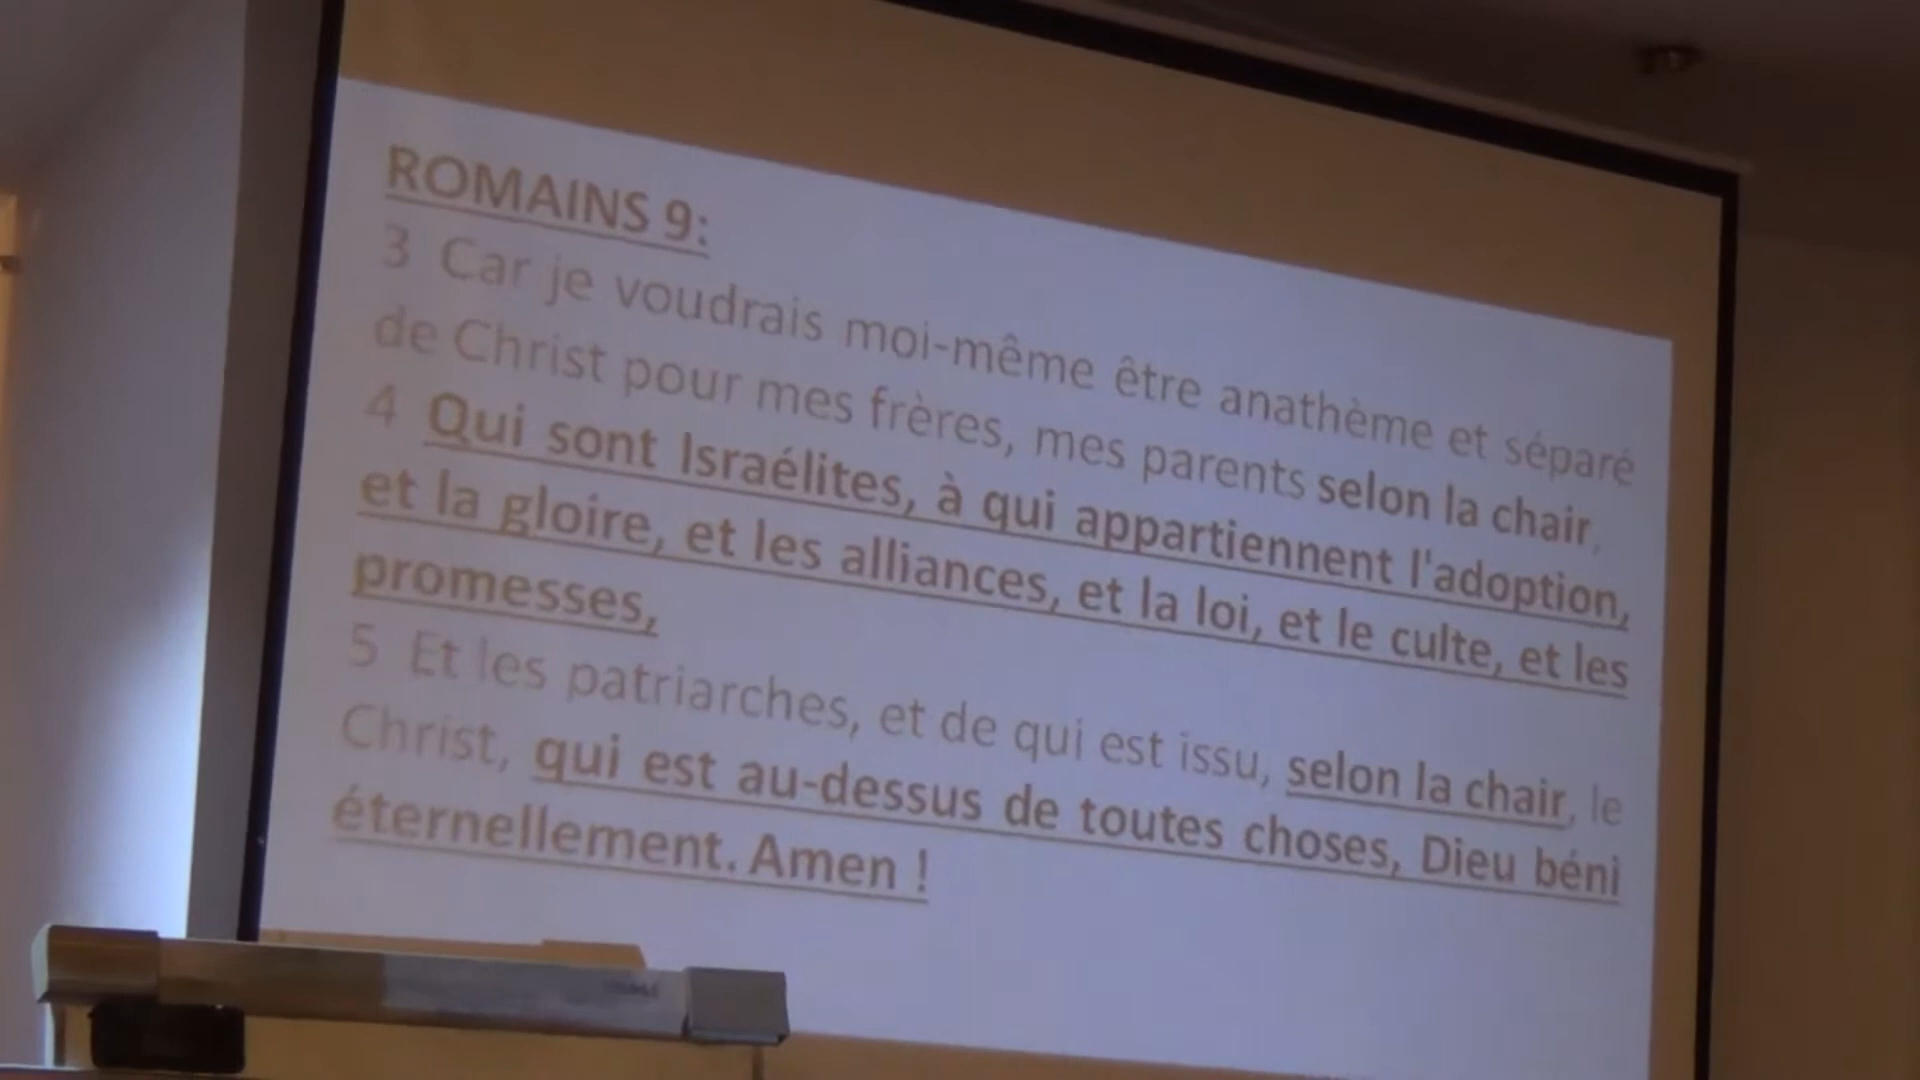 ROMAINS 9:
3 Car je voudrais moi-même être anathème et séparé
de Christ pour mes frères, mes parents selon la chair,
4 Qui sont Israélites, à qui appartiennent l'adoption,
et la gloire, et les alliances, et la loi, et le culte, et les
promesses,
5 Et les patriarches, et de qui est issu, selon la chair, le
Christ, qui est au-dessus de toutes choses, Dieu béni
éternellement. Amen !